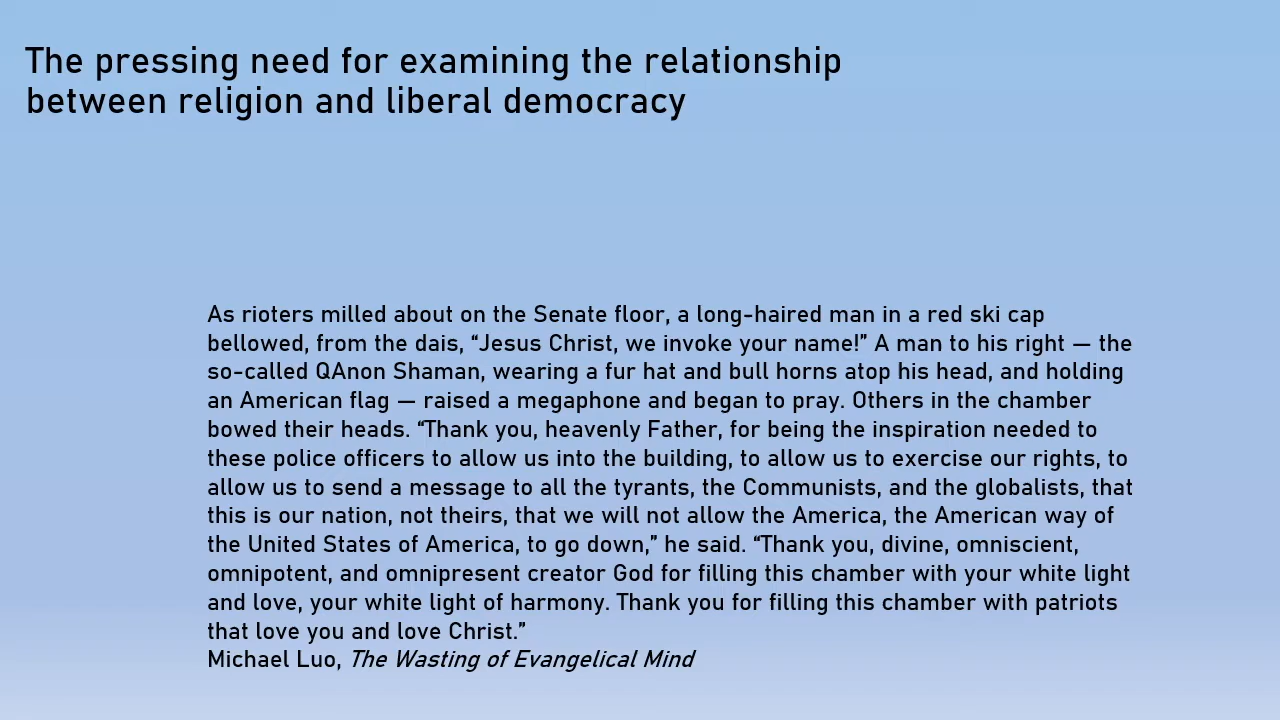 The pressing need for examining the relationship
between religion and liberal democracy
As rioters milled about on the Senate floor, a long-haired man in a red ski cap
bellowed, from the dais, “Jesus Christ, we invoke your name!” A man to his right — the
so-called QAnon Shaman, wearing a fur hat and bull horns atop his head, and holding
an American flag — raised a megaphone and began to pray. Others in the chamber
bowed their heads. “Thank you, heavenly Father, for being the inspiration needed to
these police officers to allow us into the building, to allow us to exercise our rights, to
allow us to send a message to all the tyrants, the Communists, and the globalists, that
this is our nation, not theirs, that we will not allow the America, the American way of
the United States of America, to go down,” he said. “Thank you, divine, omniscient,
omnipotent, and omnipresent creator God for filling this chamber with your white light
and love, your white light of harmony. Thank you for filling this chamber with patriots
that love you and love Christ.”
Michael Luo, The Wasting of Evangelical Mind